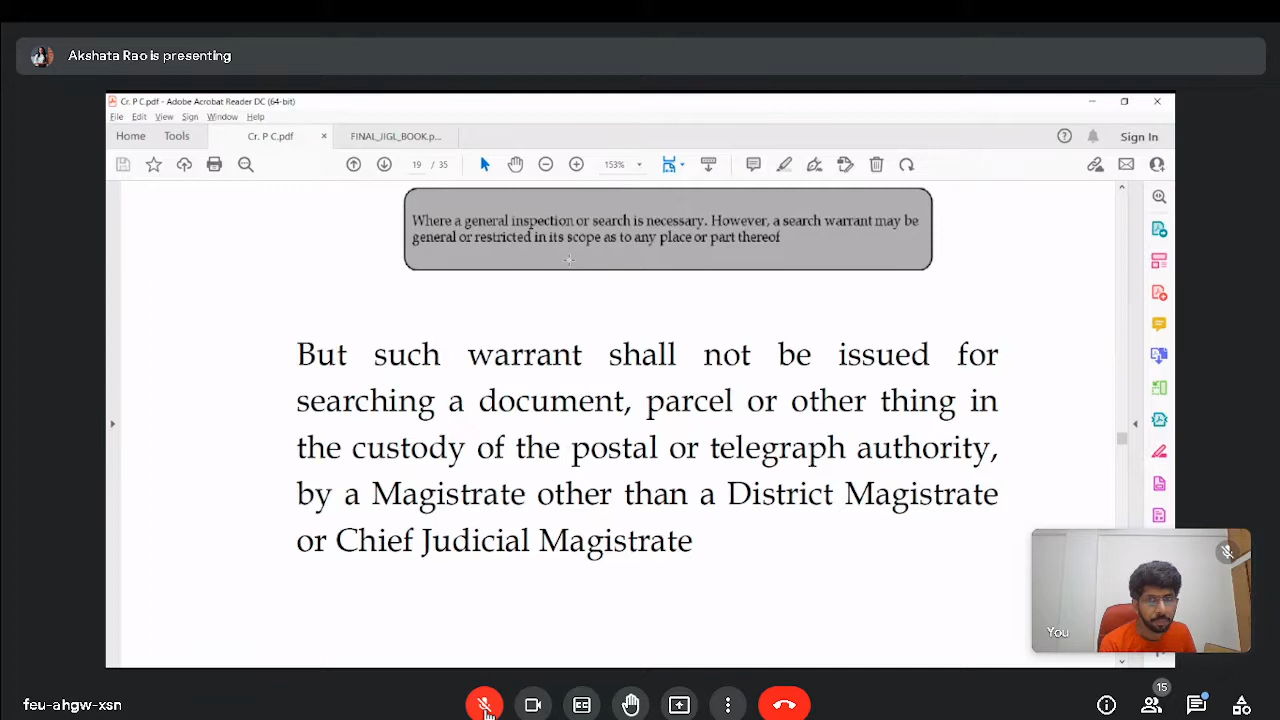 Akshata Rao is presenting
Cr. P C.pdf - Adobe Acrobat Reader DC (64-bit)
File Edit View Sign Window Help
Home Tools Cr. P C.pdf × FINAL_JIGL_BOOK.p... Sign In
19 / 35 153%
Where a general inspection or search is necessary. However, a search warrant may be
general or restricted in its scope as to any place or part thereof
But such warrant shall not be issued for
searching a document, parcel or other thing in
the custody of the postal or telegraph authority,
by a Magistrate other than a District Magistrate
or Chief Judicial Magistrate
You
feu-ahgw-xsn
15